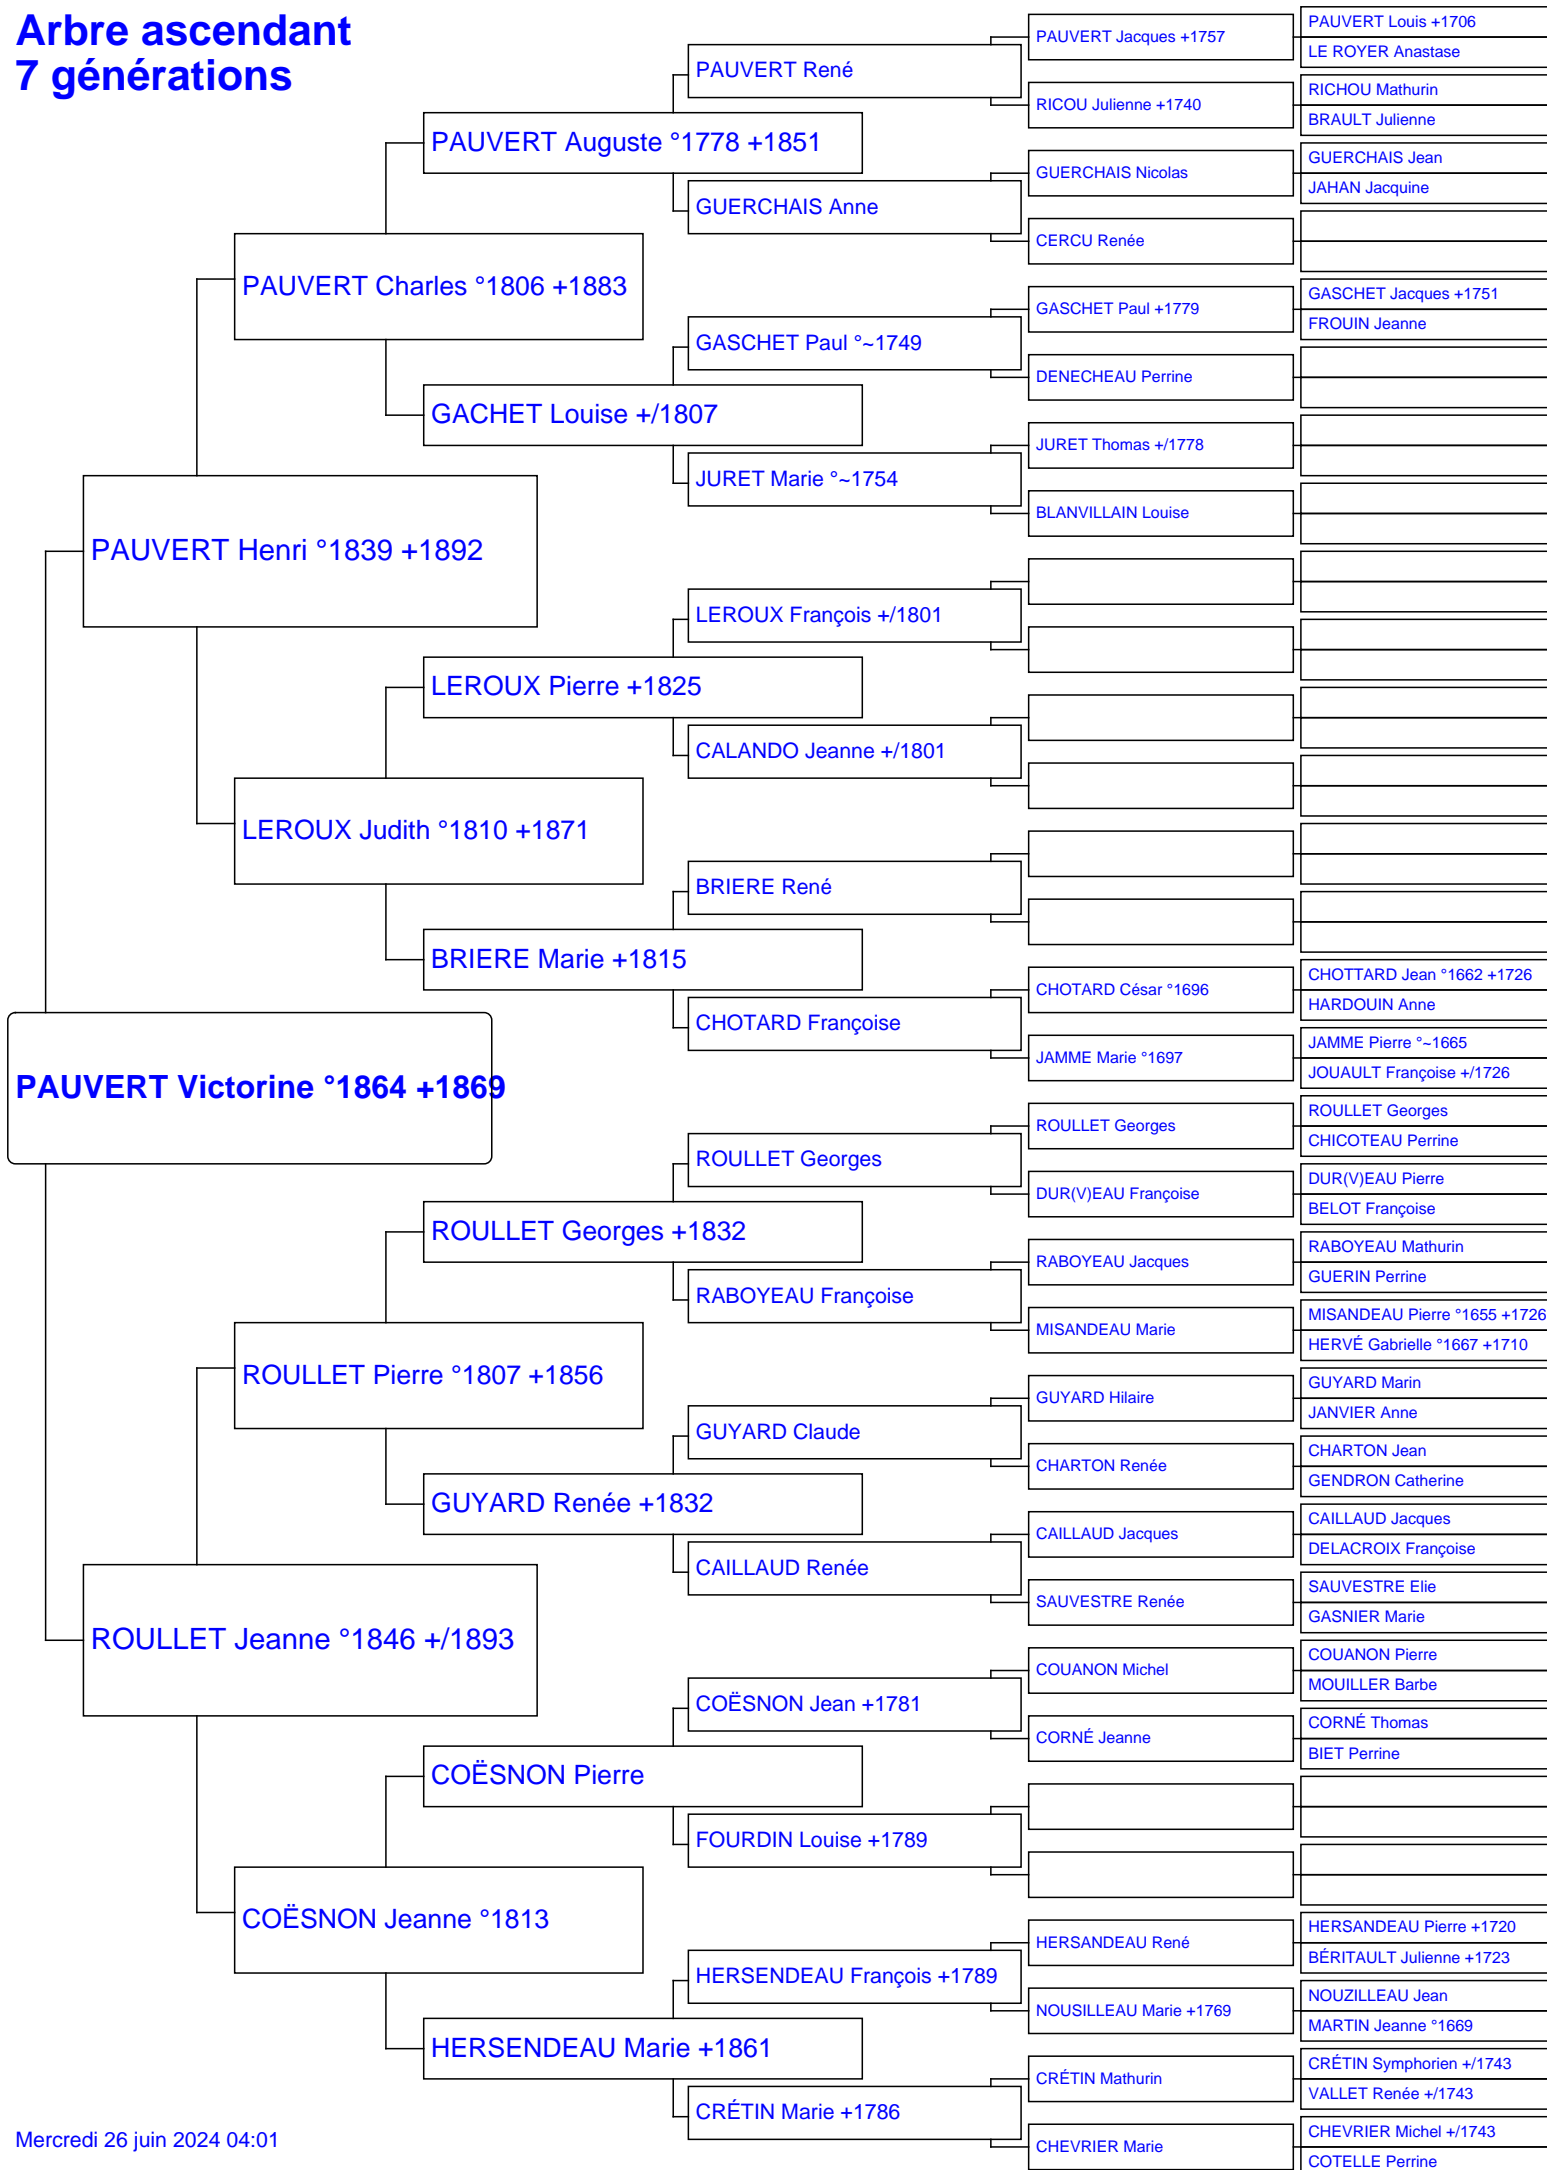 Arbre ascendant
7 générations
PAUVERT Victorine °1864 +1869
PAUVERT Henri °1839 +1892
ROULLET Jeanne °1846 +/1893
PAUVERT Charles °1806 +1883
LEROUX Judith °1810 +1871
ROULLET Pierre °1807 +1856
COËSNON Jeanne °1813
PAUVERT Auguste °1778 +1851
GACHET Louise +/1807
LEROUX Pierre +1825
BRIERE Marie +1815
ROULLET Georges +1832
GUYARD Renée +1832
COËSNON Pierre
HERSENDEAU Marie +1861
PAUVERT René
GUERCHAIS Anne
GASCHET Paul °~1749
JURET Marie °~1754
LEROUX François +/1801
CALANDO Jeanne +/1801
BRIERE René
CHOTARD Françoise
ROULLET Georges
RABOYEAU Françoise
GUYARD Claude
CAILLAUD Renée
COËSNON Jean +1781
FOURDIN Louise +1789
HERSENDEAU François +1789
CRÉTIN Marie +1786
PAUVERT Jacques +1757
RICOU Julienne +1740
GUERCHAIS Nicolas
CERCU Renée
GASCHET Paul +1779
DENECHEAU Perrine
JURET Thomas +/1778
BLANVILLAIN Louise
CHOTARD César °1696
JAMME Marie °1697
ROULLET Georges
DUR(V)EAU Françoise
RABOYEAU Jacques
MISANDEAU Marie
GUYARD Hilaire
CHARTON Renée
CAILLAUD Jacques
SAUVESTRE Renée
COUANON Michel
CORNÉ Jeanne
HERSANDEAU René
NOUSILLEAU Marie +1769
CRÉTIN Mathurin
CHEVRIER Marie
PAUVERT Louis +1706
LE ROYER Anastase
RICHOU Mathurin
BRAULT Julienne
GUERCHAIS Jean
JAHAN Jacquine
GASCHET Jacques +1751
FROUIN Jeanne
CHOTTARD Jean °1662 +1726
HARDOUIN Anne
JAMME Pierre °~1665
JOUAULT Françoise +/1726
ROULLET Georges
CHICOTEAU Perrine
DUR(V)EAU Pierre
BELOT Françoise
RABOYEAU Mathurin
GUERIN Perrine
MISANDEAU Pierre °1655 +1726
HERVÉ Gabrielle °1667 +1710
GUYARD Marin
JANVIER Anne
CHARTON Jean
GENDRON Catherine
CAILLAUD Jacques
DELACROIX Françoise
SAUVESTRE Elie
GASNIER Marie
COUANON Pierre
MOUILLER Barbe
CORNÉ Thomas
BIET Perrine
HERSANDEAU Pierre +1720
BÉRITAULT Julienne +1723
NOUZILLEAU Jean
MARTIN Jeanne °1669
CRÉTIN Symphorien +/1743
VALLET Renée +/1743
CHEVRIER Michel +/1743
COTELLE Perrine
Mercredi 26 juin 2024 04:01